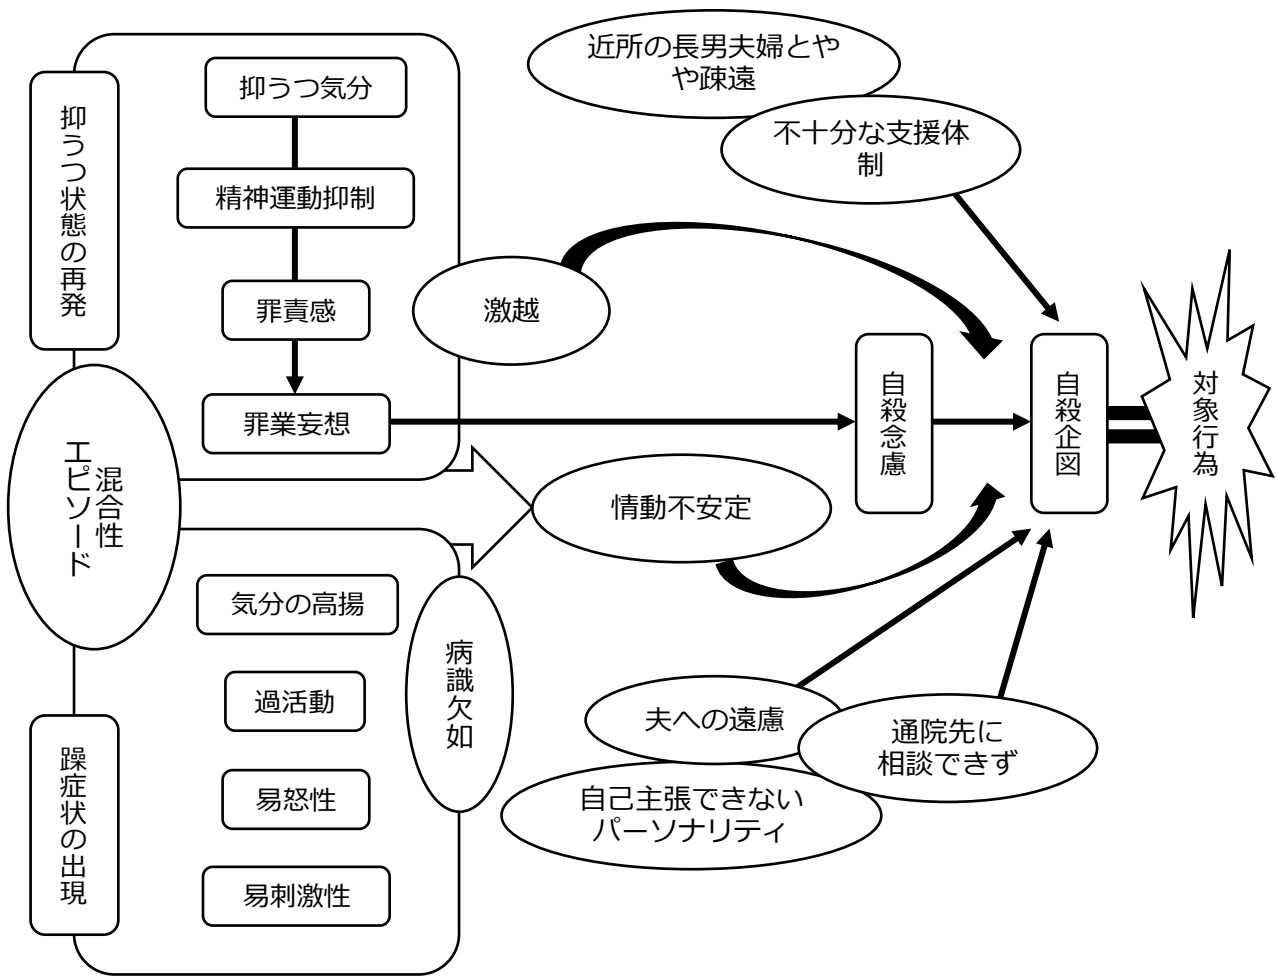 抑うつ状態の再発
抑うつ気分
精神運動抑制
罪責感
罪業妄想
混合性
エピソード
躁症状の出現
気分の高揚
過活動
易怒性
易刺激性
病識欠如
激越
情動不安定
近所の長男夫婦とや
や疎遠
不十分な支援体
制
自殺念慮
自殺企図
対象行為
夫への遠慮
通院先に
相談できず
自己主張できない
パーソナリティ